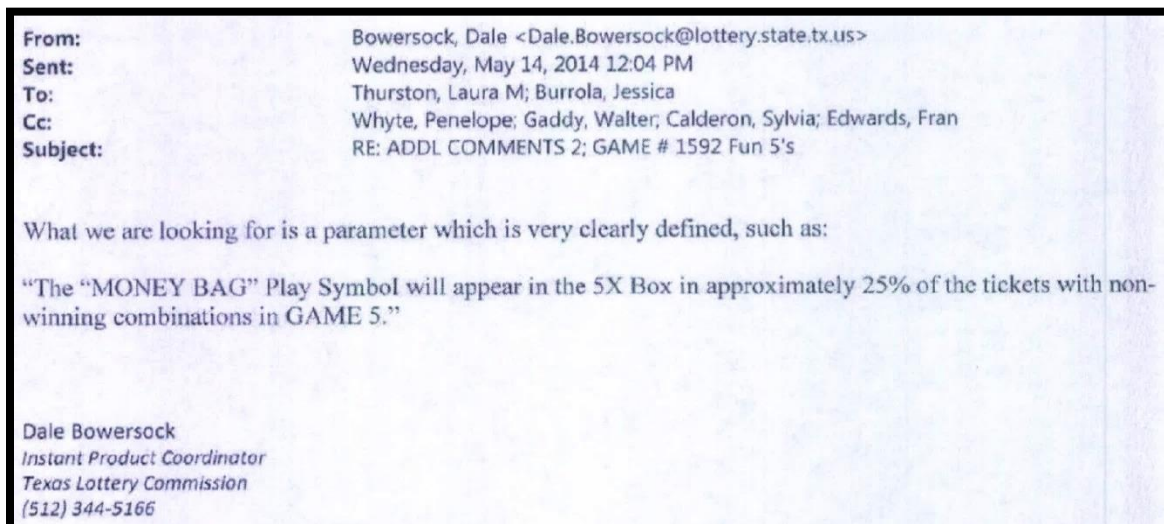 From: Bowersock, Dale <Dale.Bowersock@lottery.state.tx.us>
Sent: Wednesday, May 14, 2014 12:04 PM
To: Thurston, Laura M; Burrola, Jessica
Cc: Whyte, Penelope; Gaddy, Walter; Calderon, Sylvia; Edwards, Fran
Subject: RE: ADDL COMMENTS 2; GAME # 1592 Fun 5's
What we are looking for is a parameter which is very clearly defined, such as:
“The “MONEY BAG” Play Symbol will appear in the 5X Box in approximately 25% of the tickets with non-
winning combinations in GAME 5.”
Dale Bowersock
Instant Product Coordinator
Texas Lottery Commission
(512) 344-5166